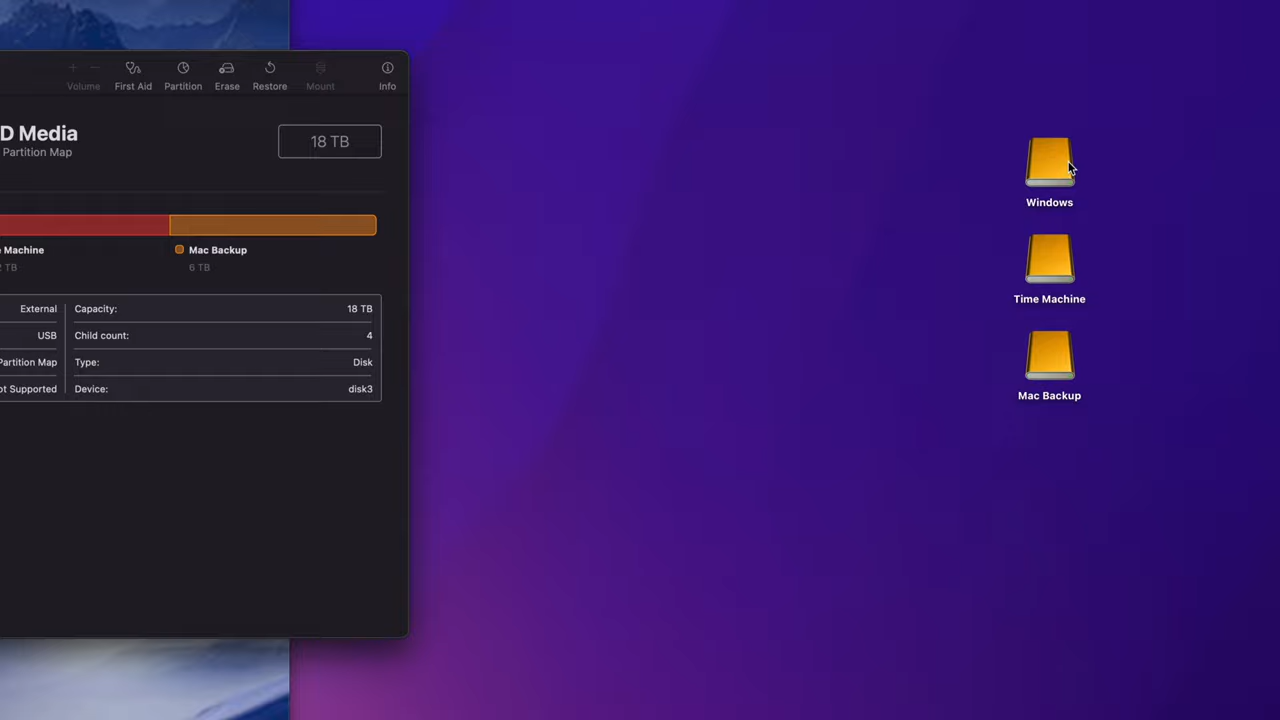 Volume First Aid Partition Erase Restore Mount Info
D Media
Partition Map
18 TB
Machine
Mac Backup
TB
6 TB
External Capacity: 18 TB
USB Child count: 4
Partition Map Type: Disk
Supported Device: disk3
Windows
Time Machine
Mac Backup